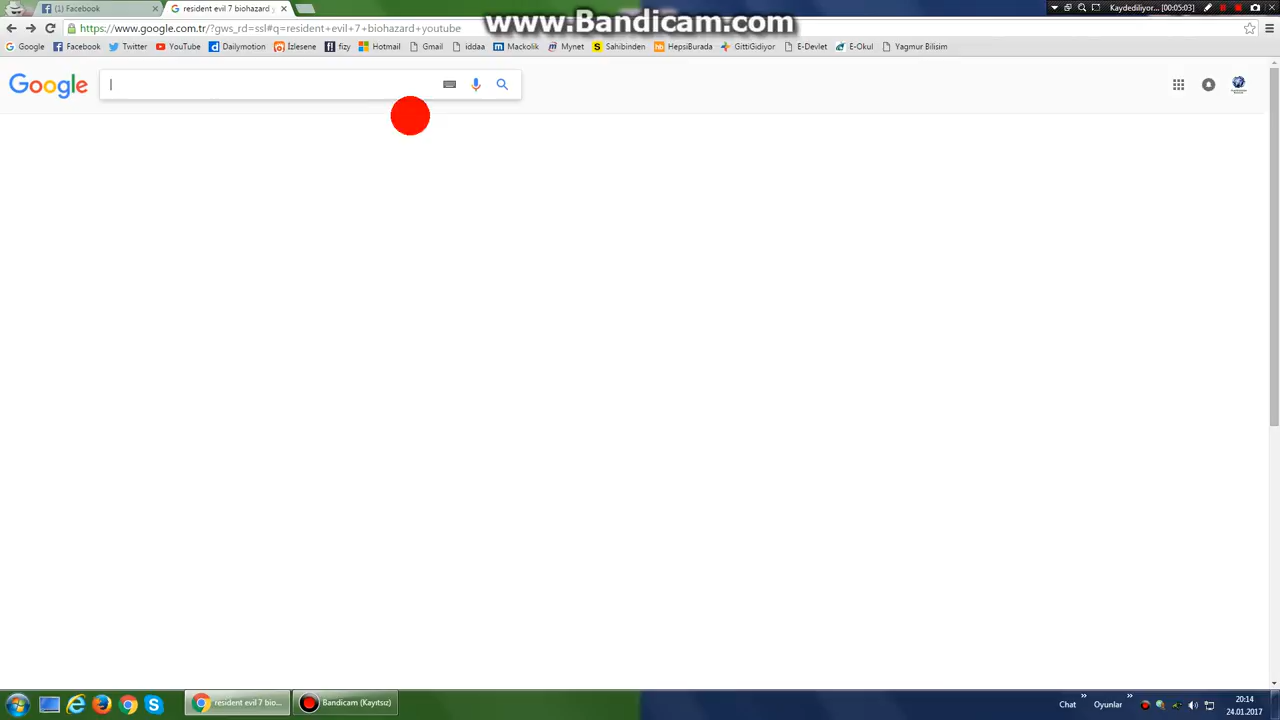 (1) Facebook
resident evil 7 biohazard y
www.Bandicam.com
Kaydediliyor... [00:05:03]
https://www.google.com.tr/?gws_rd=ssl#q=resident+evil+7+biohazard+youtube
Google Facebook Twitter YouTube Dailymotion İzlesene fizy Hotmail Gmail iddaa Mackolik Mynet Sahibinden HepsiBurada GittiGidiyor E-Devlet E-Okul Yagmur Bilisim
Google
resident evil 7 bio...
Bandicam (Kayıtsız)
Chat
Oyunlar
20:14
24.01.2017